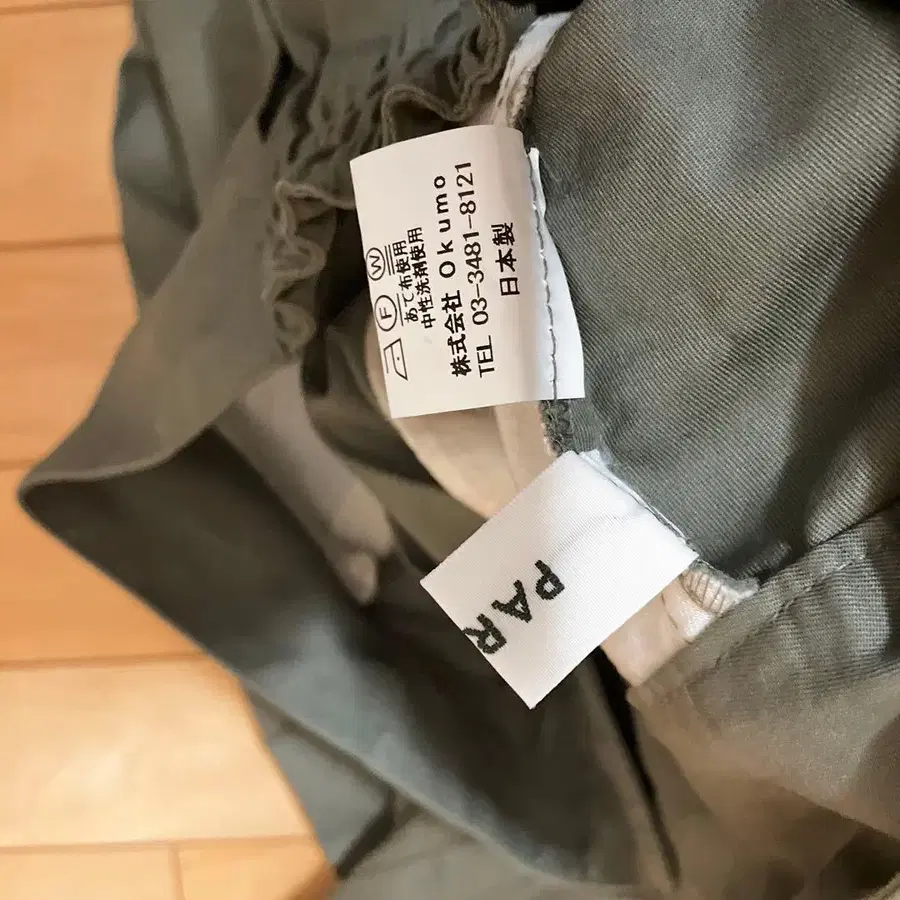 Ⓕ Ⓦ
あて布使用
中性洗剤使用
株式会社 Okumo
TEL 03-3481-8121
日本製
PAR